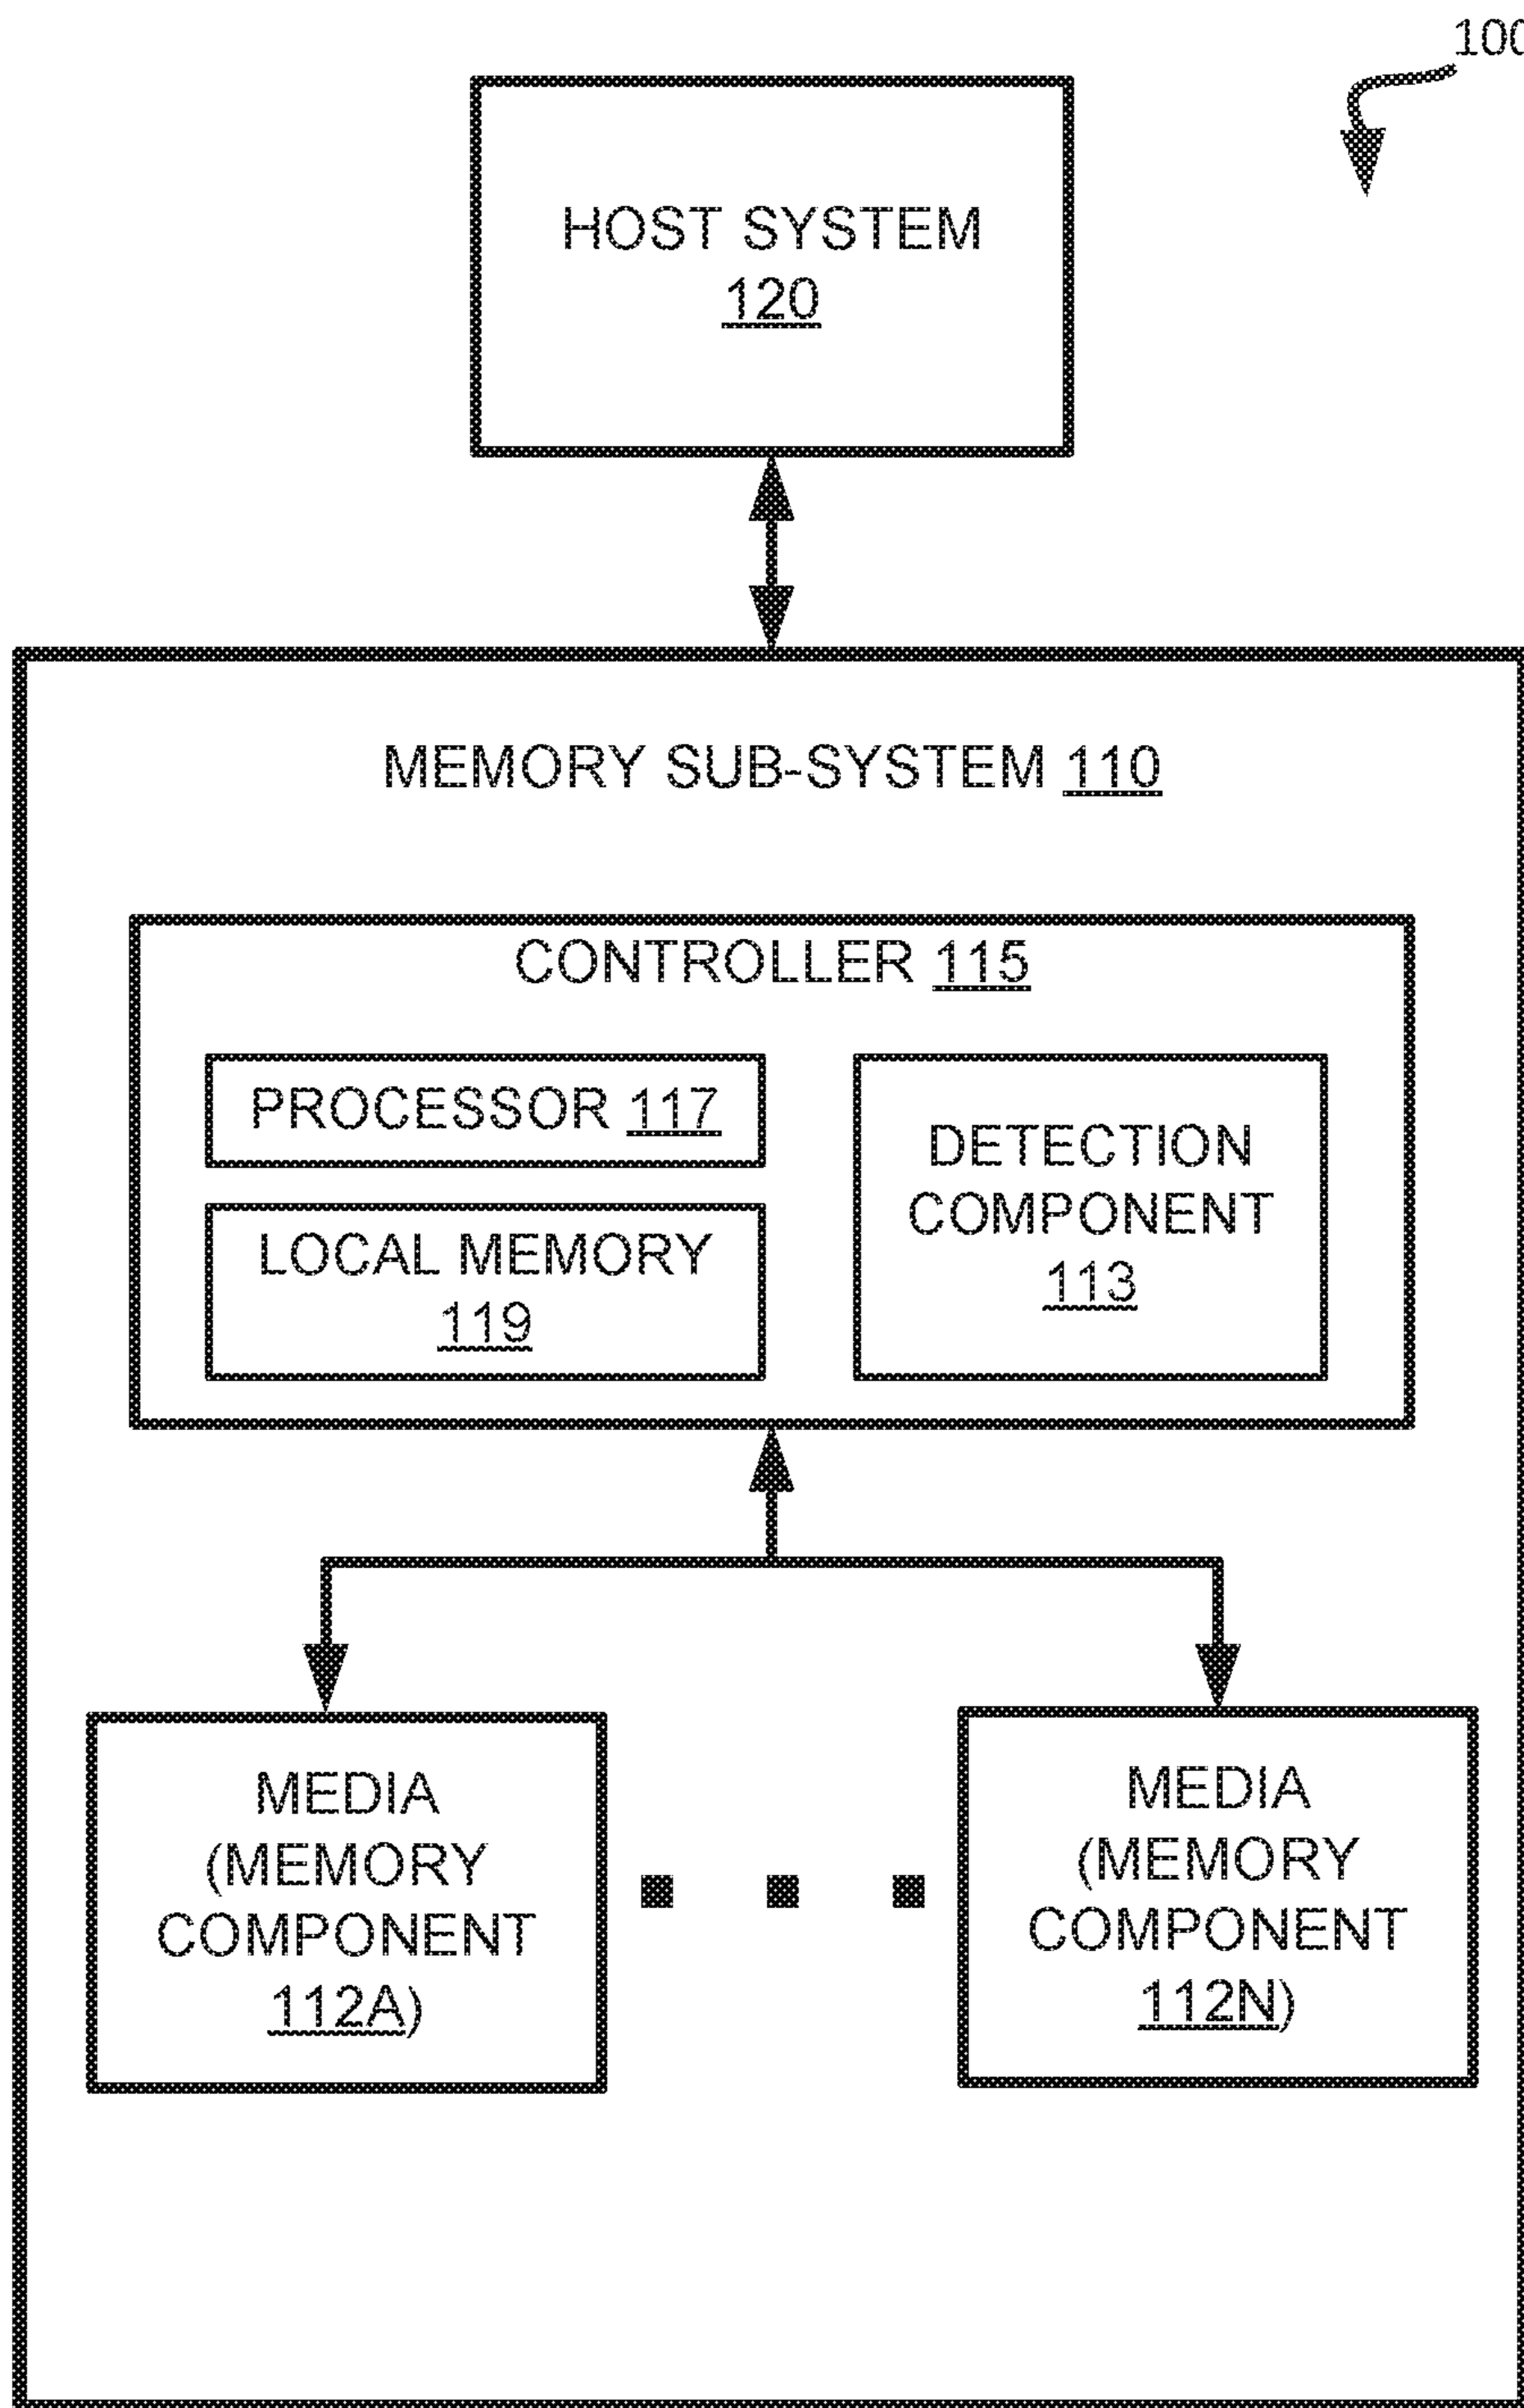 100
HOST SYSTEM
120
MEMORY SUB-SYSTEM 110
CONTROLLER 115
PROCESSOR 117
LOCAL MEMORY
119
DETECTION
COMPONENT
113
MEDIA
(MEMORY
COMPONENT
112A)
MEDIA
(MEMORY
COMPONENT
112N)